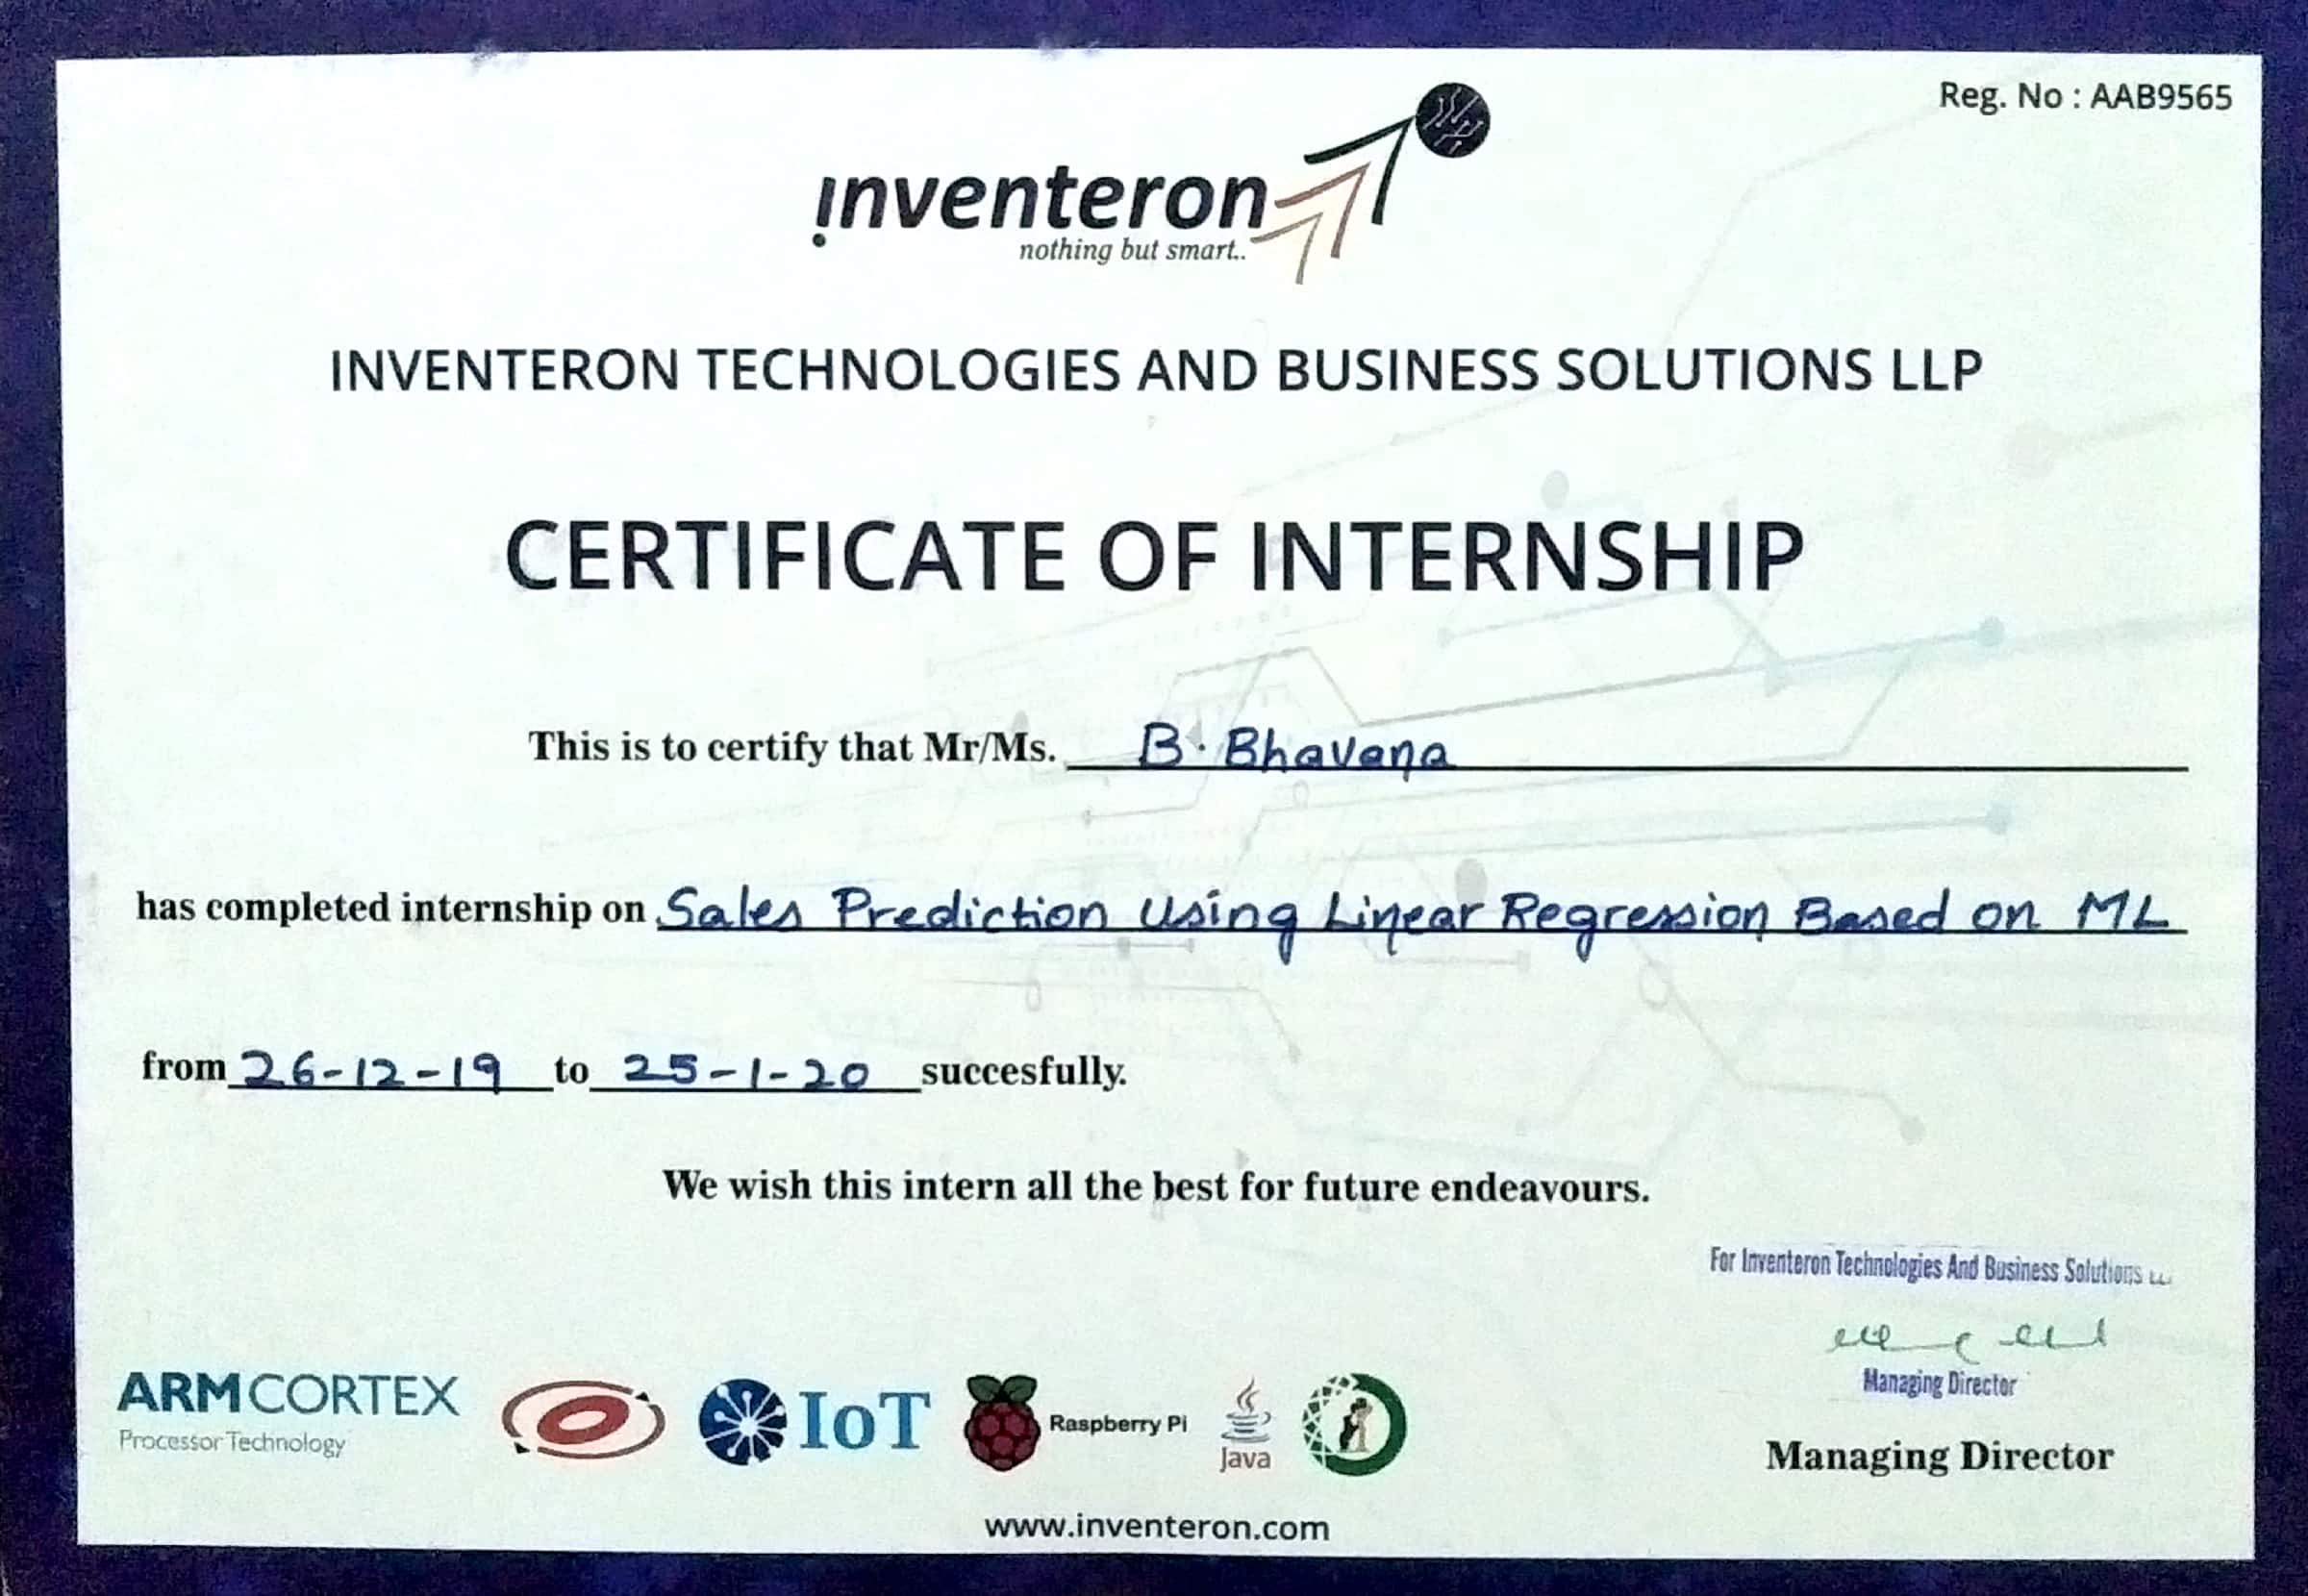 Reg. No : AAB9565
inventeron
nothing but smart..
INVENTERON TECHNOLOGIES AND BUSINESS SOLUTIONS LLP
CERTIFICATE OF INTERNSHIP
This is to certify that Mr/Ms. B. Bhavana
has completed internship on Sales Prediction Using Linear Regression Based on ML
from 26-12-19 to 25-1-20 succesfully.
We wish this intern all the best for future endeavours.
For Inventeron Technologies And Business Solutions
Managing Director
Managing Director
ARM CORTEX
Processor Technology
IoT
Raspberry Pi
Java
www.inventeron.com